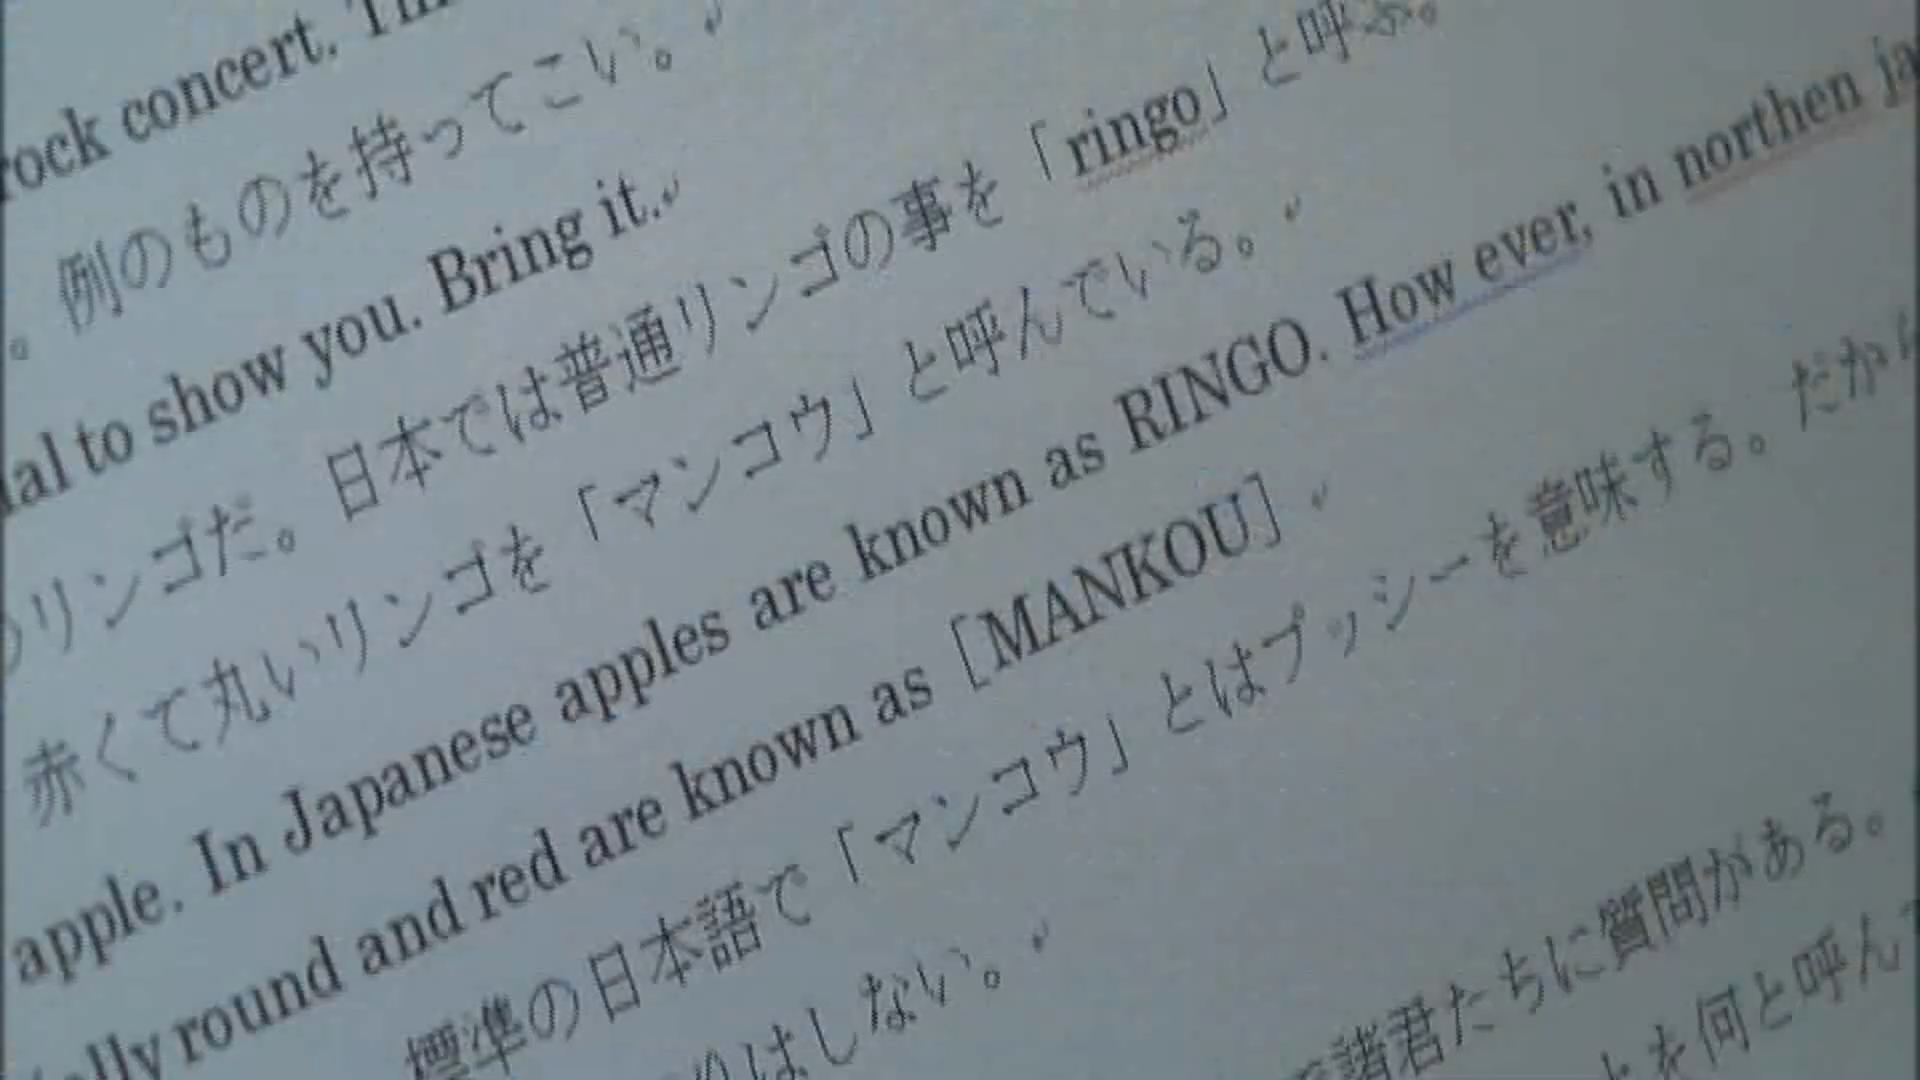 rock concert.
。例のものを持ってこい。
to show you. Bring it.
リンゴだ。日本では普通リンゴの事を「ringo」と呼ぶ。
赤くて丸いリンゴを「マンコウ」と呼んでいる。
apple. In Japanese apples are known as RINGO. How ever, in northen ja
round and red are known as [MANKOU]
標準の日本語で「マンコウ」とはプッシーを意味する。だから
はしない。
諸君たちに質問がある。
を何と呼んで